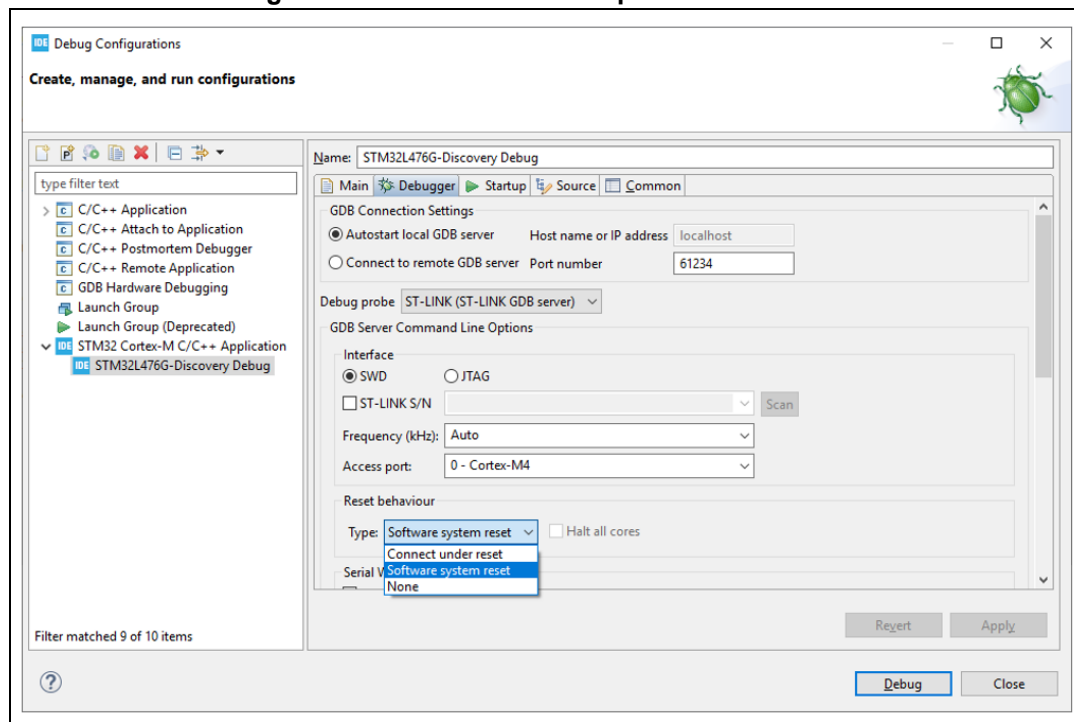 IDE Debug Configurations
Create, manage, and run configurations
type filter text
C/C++ Application
C/C++ Attach to Application
C/C++ Postmortem Debugger
C/C++ Remote Application
GDB Hardware Debugging
Launch Group
Launch Group (Deprecated)
IDE STM32 Cortex-M C/C++ Application
IDE STM32L476G-Discovery Debug
Filter matched 9 of 10 items
Name: STM32L476G-Discovery Debug
Main Debugger Startup Source Common
GDB Connection Settings
Autostart local GDB server Host name or IP address localhost
Connect to remote GDB server Port number 61234
Debug probe ST-LINK (ST-LINK GDB server)
GDB Server Command Line Options
Interface
SWD JTAG
ST-LINK S/N Scan
Frequency (kHz): Auto
Access port: 0 - Cortex-M4
Reset behaviour
Type: Software system reset Halt all cores
Connect under reset
Software system reset
None
Serial
Revert Apply
Debug Close